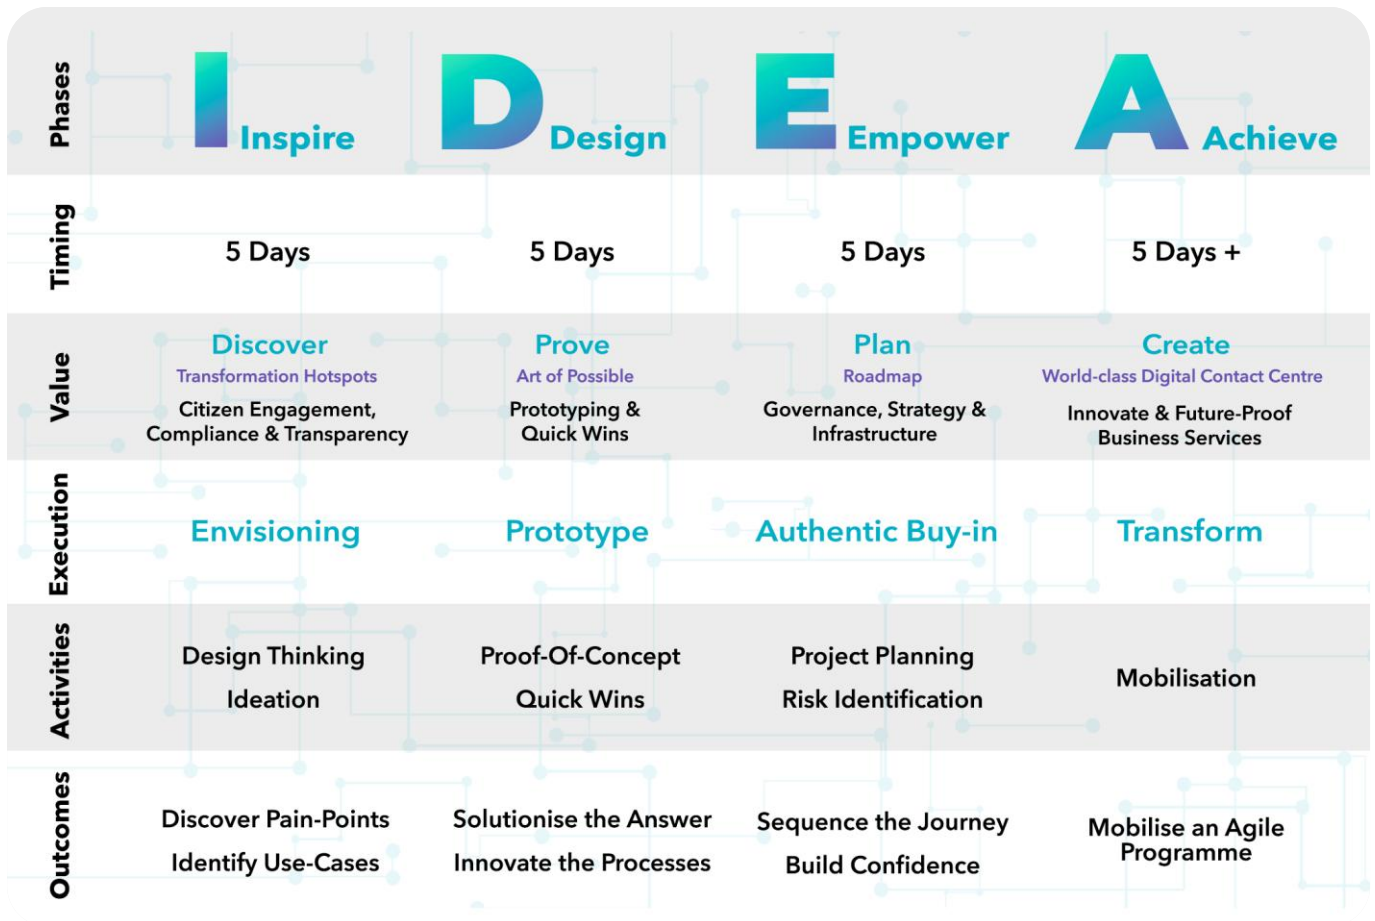 Phases
I Inspire
D Design
E Empower
A Achieve
Timing
5 Days
5 Days
5 Days
5 Days +
Value
Discover
Transformation Hotspots
Citizen Engagement,
Compliance & Transparency
Prove
Art of Possible
Prototyping &
Quick Wins
Plan
Roadmap
Governance, Strategy &
Infrastructure
Create
World-class Digital Contact Centre
Innovate & Future-Proof
Business Services
Execution
Envisioning
Prototype
Authentic Buy-in
Transform
Activities
Design Thinking
Ideation
Proof-Of-Concept
Quick Wins
Project Planning
Risk Identification
Mobilisation
Outcomes
Discover Pain-Points
Identify Use-Cases
Solutionise the Answer
Innovate the Processes
Sequence the Journey
Build Confidence
Mobilise an Agile
Programme